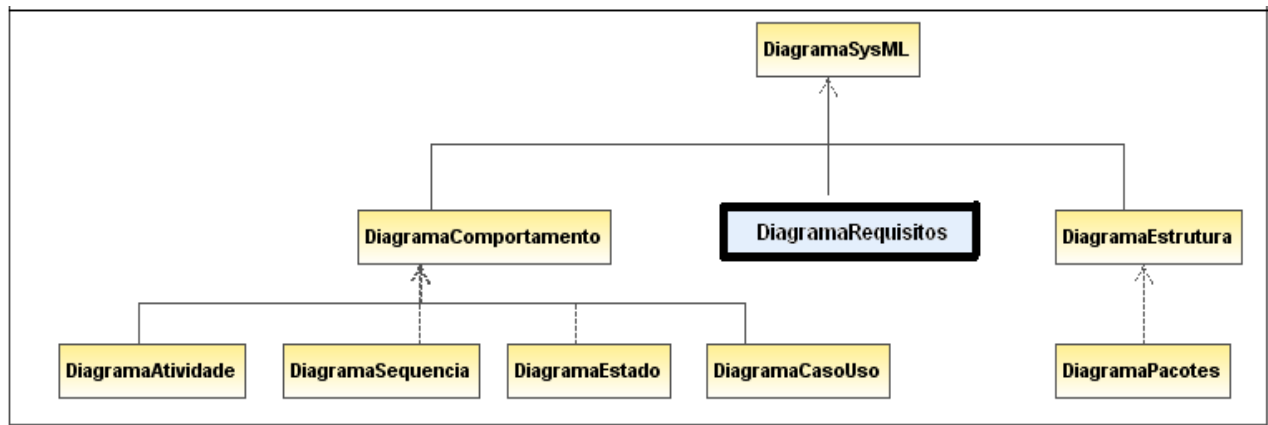 DiagramaSysML
DiagramaComportamento
DiagramaRequisitos
DiagramaEstrutura
DiagramaAtividade
DiagramaSequencia
DiagramaEstado
DiagramaCasoUso
DiagramaPacotes